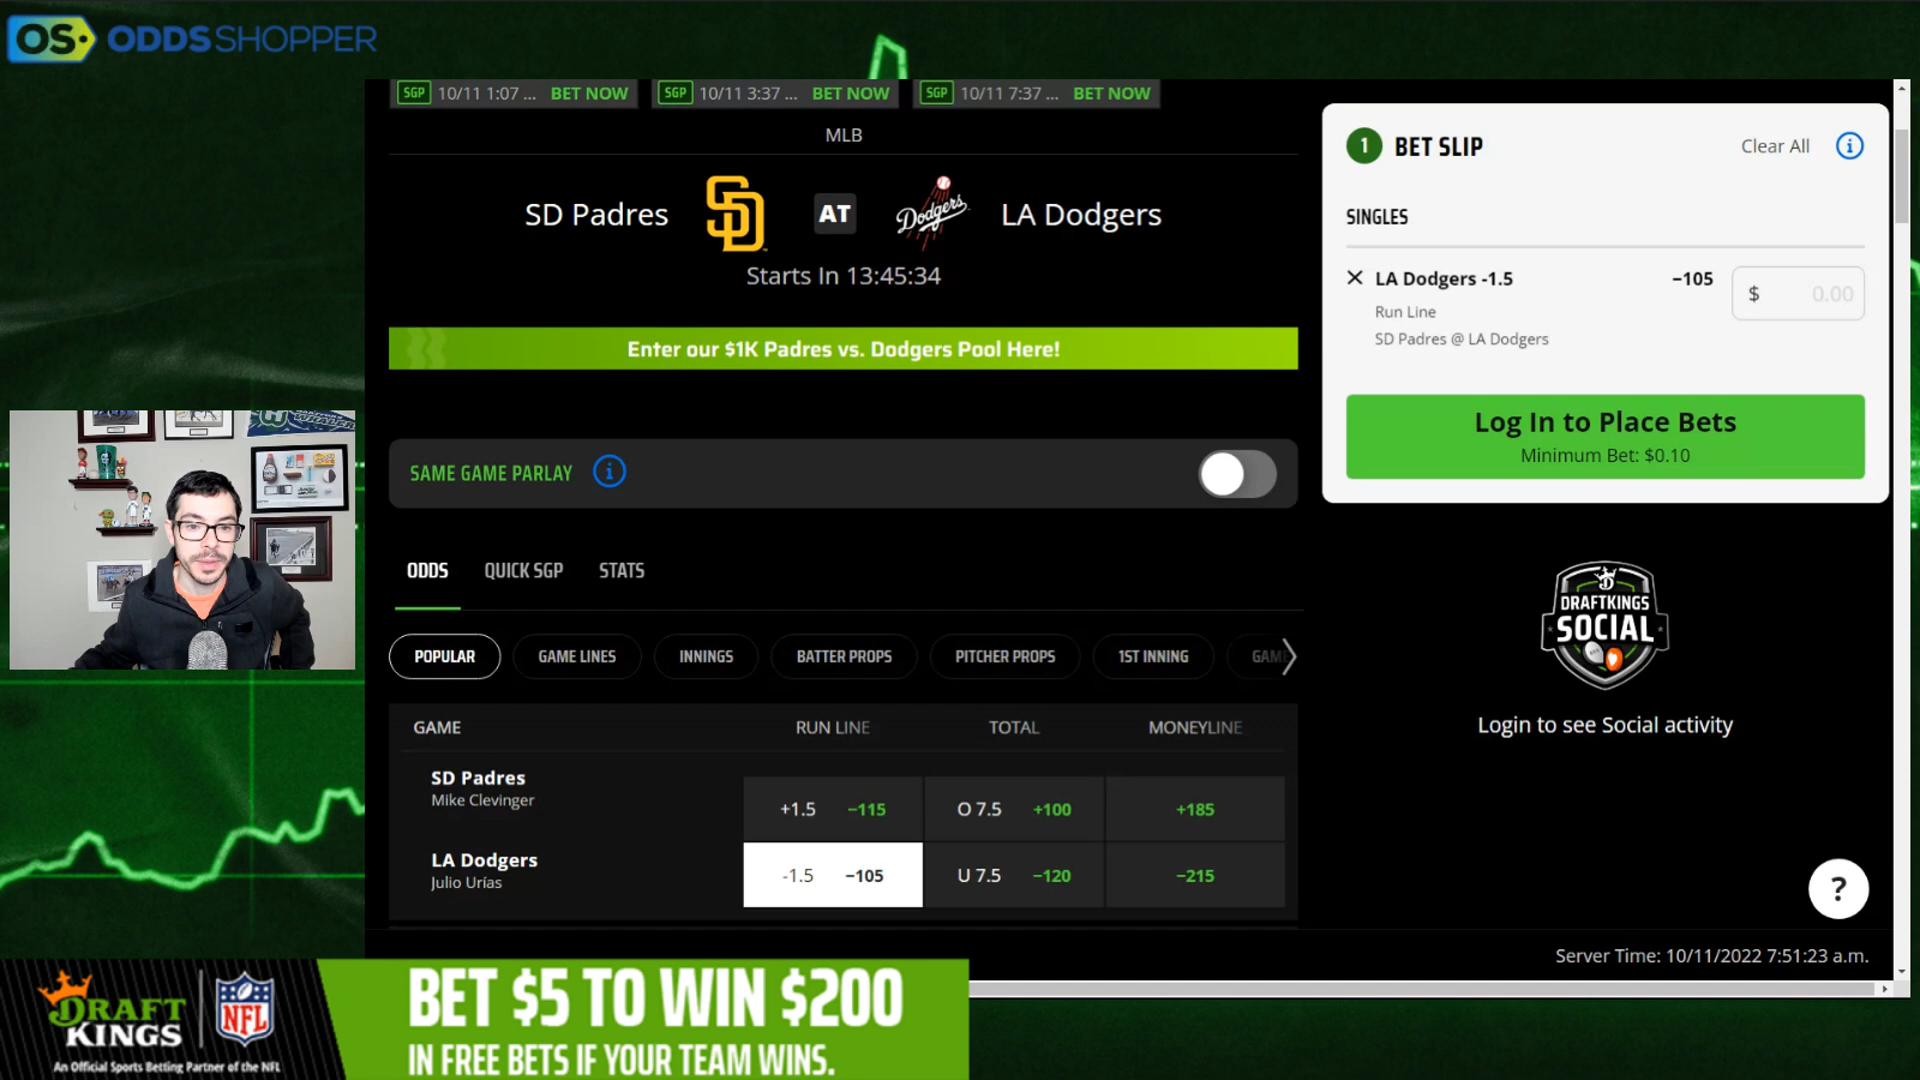 OS ODDSSHOPPER
SGP 10/11 1:07 ... BET NOW SGP 10/11 3:37 ... BET NOW SGP 10/11 7:37 ... BET NOW
MLB
SD Padres SD AT Dodgers LA Dodgers
Starts In 13:45:34
Enter our $1K Padres vs. Dodgers Pool Here!
SAME GAME PARLAY i
ODDS QUICK SGP STATS
POPULAR GAME LINES INNINGS BATTER PROPS PITCHER PROPS 1ST INNING GAM
GAME RUN LINE TOTAL MONEYLINE
SD Padres
Mike Clevinger
+1.5 −115 O 7.5 +100 +185
LA Dodgers
Julio Urías
-1.5 −105 U 7.5 −120 −215
1 BET SLIP Clear All i
SINGLES
X LA Dodgers -1.5 −105 $ 0.00
Run Line
SD Padres @ LA Dodgers
Log In to Place Bets
Minimum Bet: $0.10
DRAFTKINGS
SOCIAL
Login to see Social activity
?
Server Time: 10/11/2022 7:51:23 a.m.
DRAFT
KINGS
NFL
An Official Sports Betting Partner of the NFL
BET $5 TO WIN $200
IN FREE BETS IF YOUR TEAM WINS.